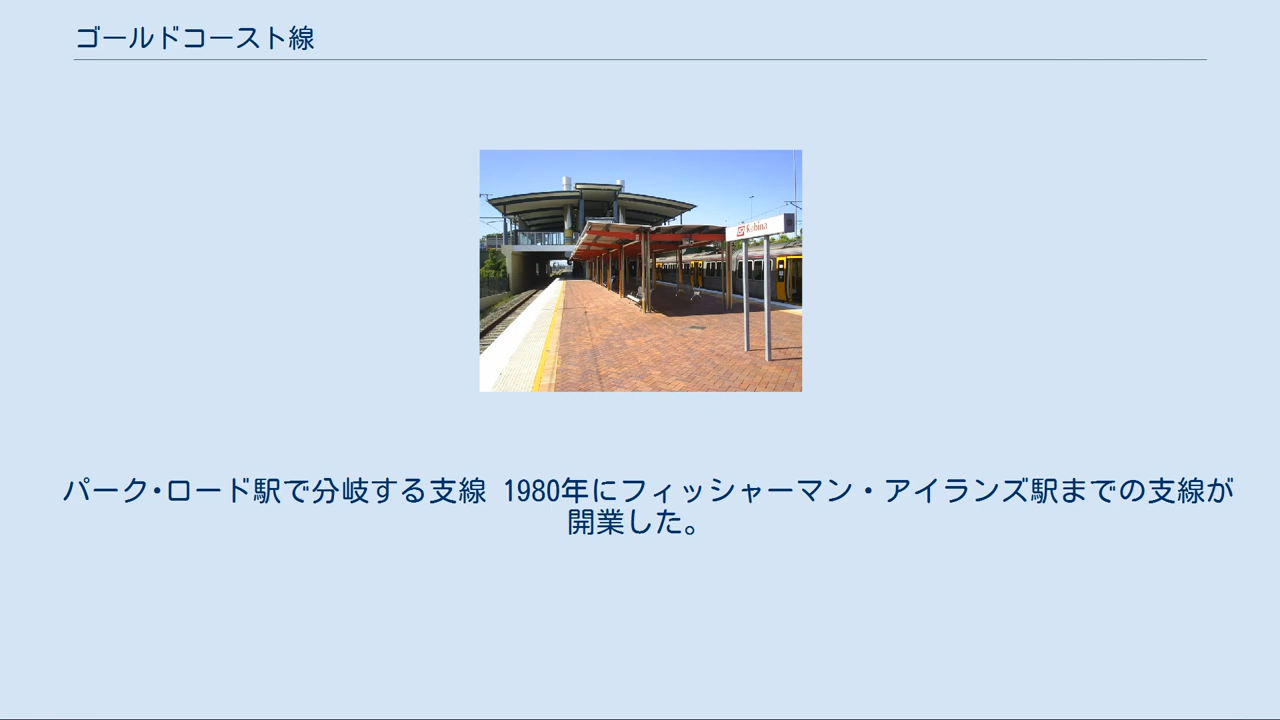 ゴールドコースト線
Robina
パーク・ロード駅で分岐する支線 1980年にフィッシャーマン・アイランズ駅までの支線が
開業した。